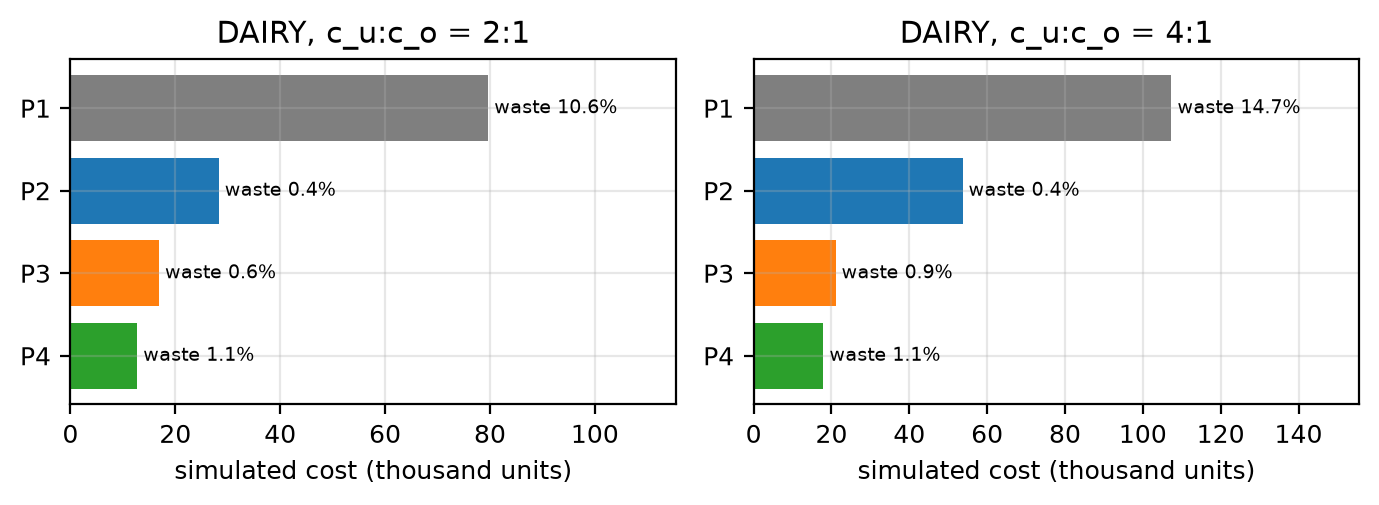 DAIRY, c_u:c_o = 2:1
P1
waste 10.6%
P2
waste 0.4%
P3
waste 0.6%
P4
waste 1.1%
0 20 40 60 80 100
simulated cost (thousand units)
DAIRY, c_u:c_o = 4:1
P1
waste 14.7%
P2
waste 0.4%
P3
waste 0.9%
P4
waste 1.1%
0 20 40 60 80 100 120 140
simulated cost (thousand units)